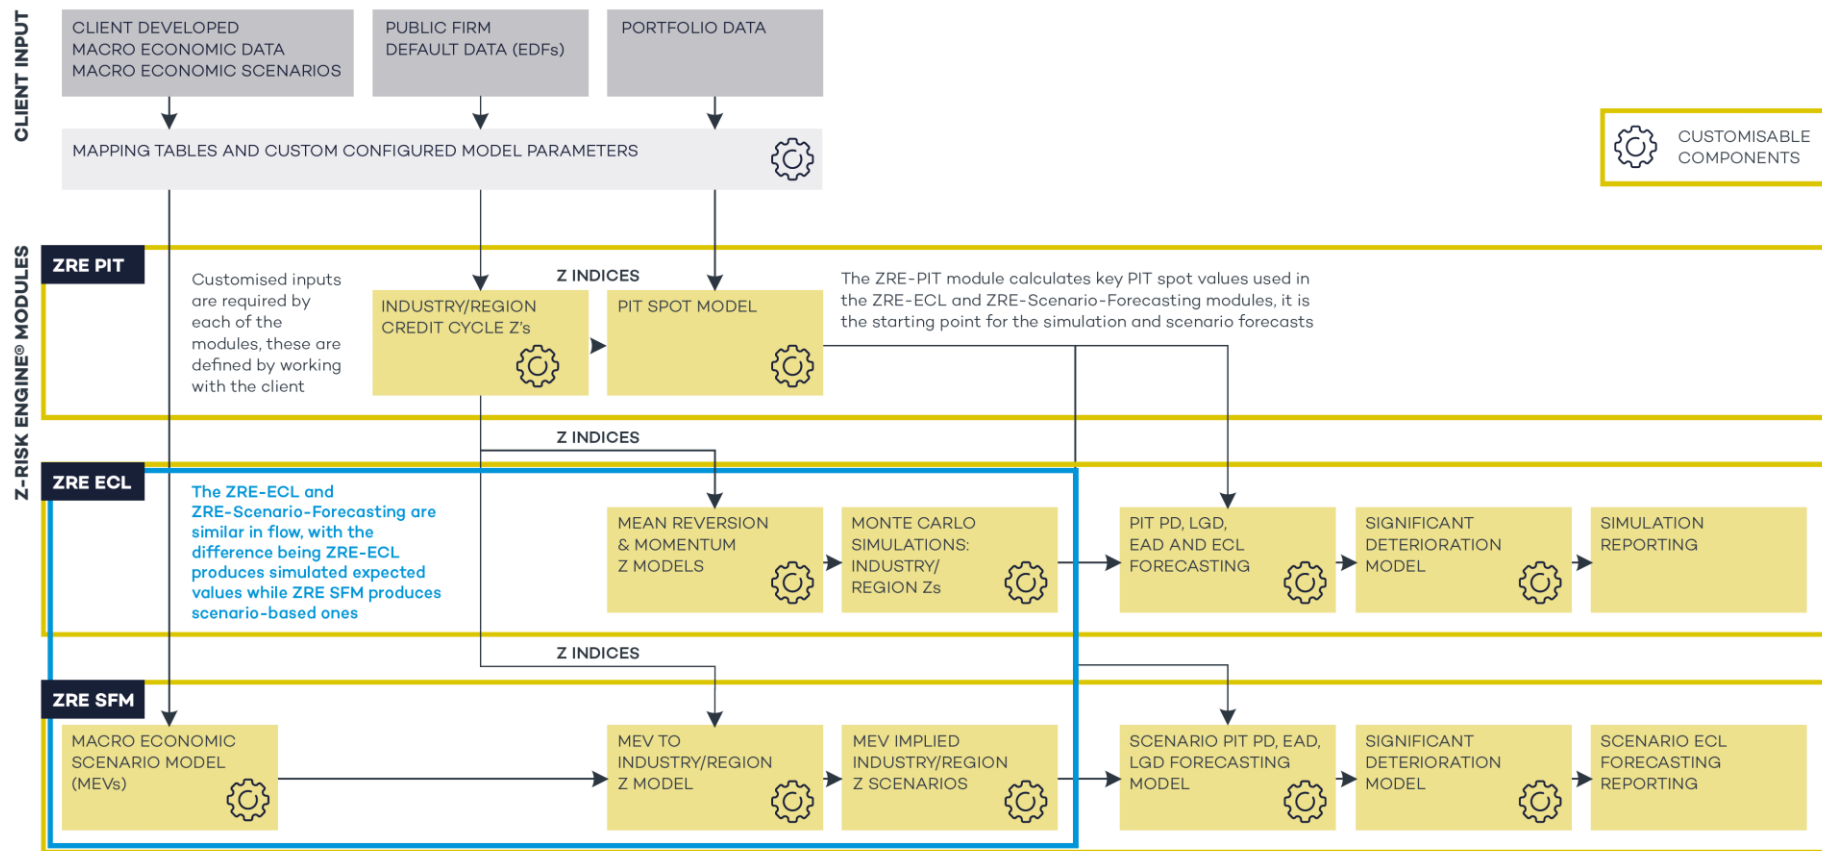 CLIENT INPUT
CLIENT DEVELOPED
MACRO ECONOMIC DATA
MACRO ECONOMIC SCENARIOS
PUBLIC FIRM
DEFAULT DATA (EDFs)
PORTFOLIO DATA
MAPPING TABLES AND CUSTOM CONFIGURED MODEL PARAMETERS
CUSTOMISABLE
COMPONENTS
Z-RISK ENGINE® MODULES
ZRE PIT
Customised inputs
are required by
each of the
modules, these are
defined by working
with the client
Z INDICES
INDUSTRY/REGION
CREDIT CYCLE Z's
PIT SPOT MODEL
The ZRE-PIT module calculates key PIT spot values used in
the ZRE-ECL and ZRE-Scenario-Forecasting modules, it is
the starting point for the simulation and scenario forecasts
Z INDICES
ZRE ECL
The ZRE-ECL and
ZRE-Scenario-Forecasting are
similar in flow, with the
difference being ZRE-ECL
produces simulated expected
values while ZRE SFM produces
scenario-based ones
MEAN REVERSION
& MOMENTUM
Z MODELS
MONTE CARLO
SIMULATIONS:
INDUSTRY/
REGION Zs
PIT PD, LGD,
EAD AND ECL
FORECASTING
SIGNIFICANT
DETERIORATION
MODEL
SIMULATION
REPORTING
Z INDICES
ZRE SFM
MACRO ECONOMIC
SCENARIO MODEL
(MEVs)
MEV TO
INDUSTRY/REGION
Z MODEL
MEV IMPLIED
INDUSTRY/REGION
Z SCENARIOS
SCENARIO PIT PD, EAD,
LGD FORECASTING
MODEL
SIGNIFICANT
DETERIORATION
MODEL
SCENARIO ECL
FORECASTING
REPORTING